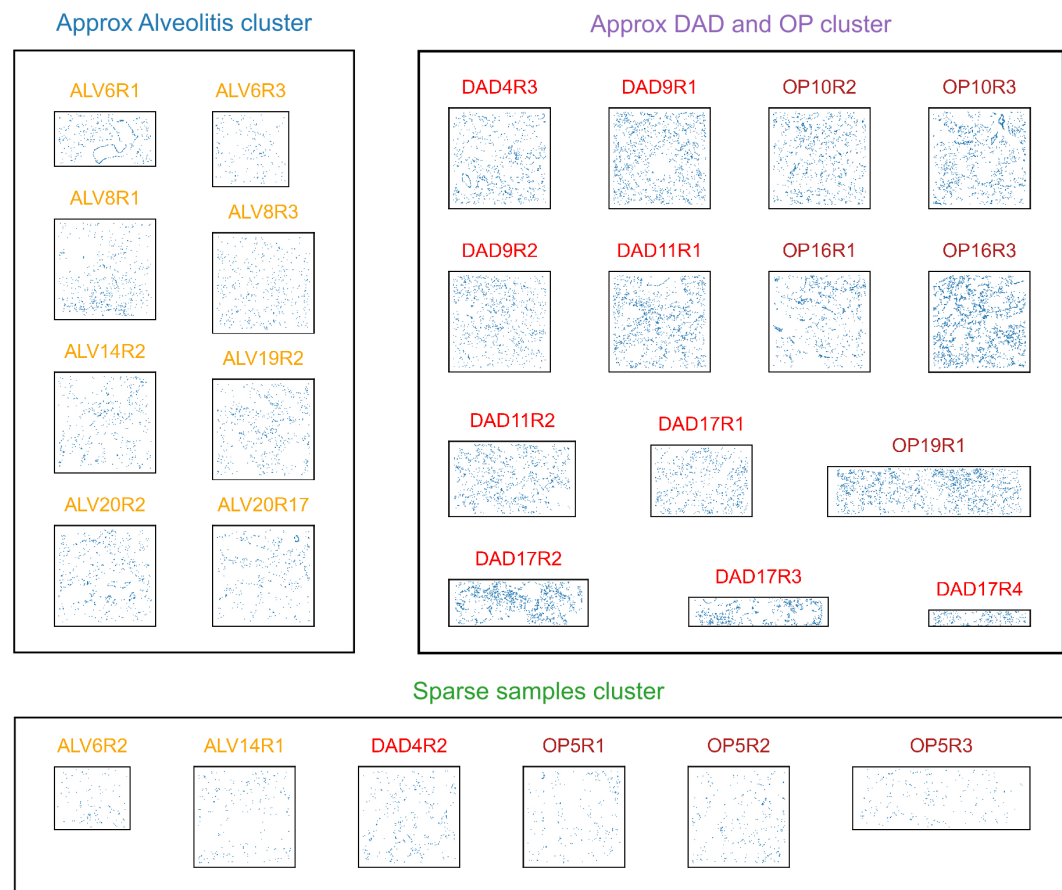 Approx Alveolitis cluster
ALV6R1 ALV6R3
ALV8R1 ALV8R3
ALV14R2 ALV19R2
ALV20R2 ALV20R17
Approx DAD and OP cluster
DAD4R3 DAD9R1 OP10R2 OP10R3
DAD9R2 DAD11R1 OP16R1 OP16R3
DAD11R2 DAD17R1 OP19R1
DAD17R2 DAD17R3 DAD17R4
Sparse samples cluster
ALV6R2 ALV14R1 DAD4R2 OP5R1 OP5R2 OP5R3